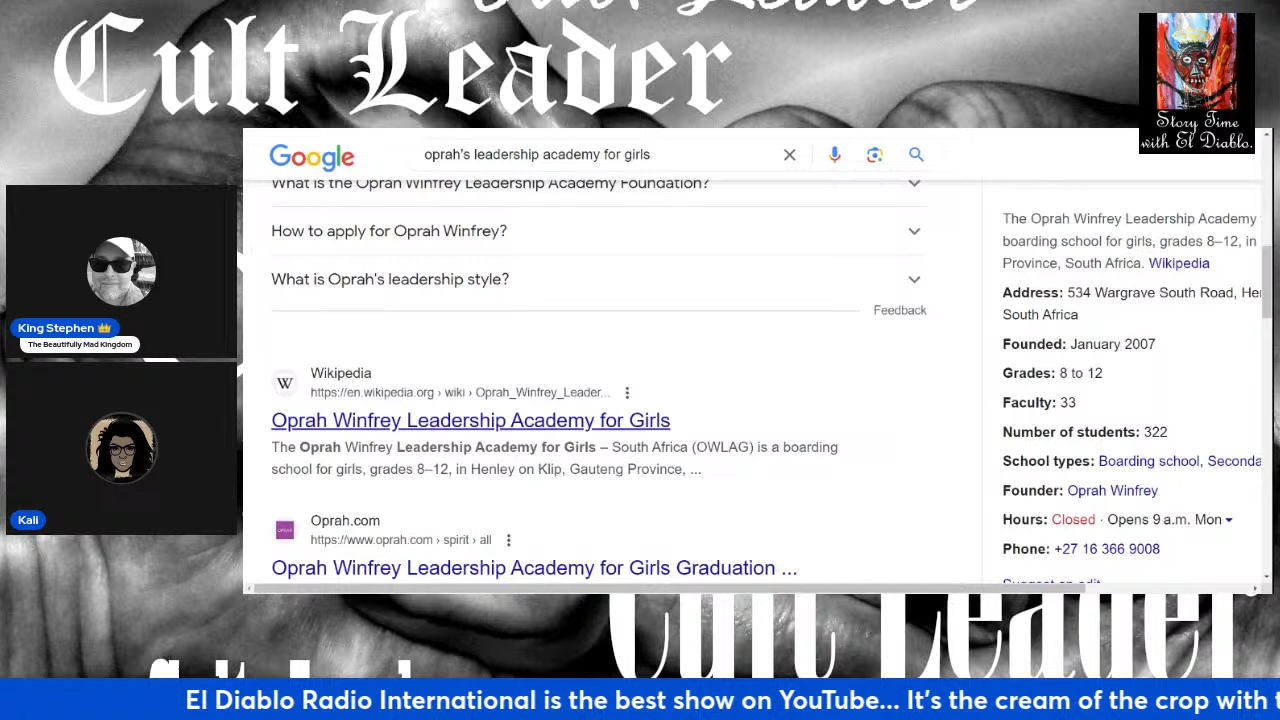 Cult Leader
Cult Leader
Story Time
with El Diablo.
Google
oprah's leadership academy for girls
What is the Oprah Winfrey Leadership Academy Foundation?
How to apply for Oprah Winfrey?
What is Oprah's leadership style?
Feedback
W
Wikipedia
https://en.wikipedia.org › wiki › Oprah_Winfrey_Leader...
Oprah Winfrey Leadership Academy for Girls
The Oprah Winfrey Leadership Academy for Girls – South Africa (OWLAG) is a boarding
school for girls, grades 8–12, in Henley on Klip, Gauteng Province, ...
Oprah.com
https://www.oprah.com › spirit › all
Oprah Winfrey Leadership Academy for Girls Graduation ...
The Oprah Winfrey Leadership Academy
boarding school for girls, grades 8–12, in
Province, South Africa. Wikipedia
Address: 534 Wargrave South Road, He
South Africa
Founded: January 2007
Grades: 8 to 12
Faculty: 33
Number of students: 322
School types: Boarding school, Seconda
Founder: Oprah Winfrey
Hours: Closed · Opens 9 a.m. Mon
Phone: +27 16 366 9008
Suggest an edit
King Stephen
The Beautifully Mad Kingdom
Kali
Cult Leader
El Diablo Radio International is the best show on YouTube... It's the cream of the crop with